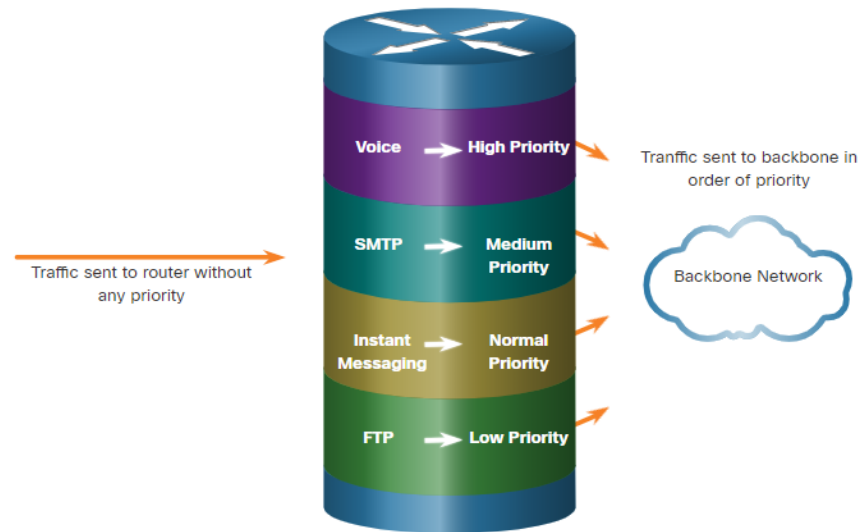 Traffic sent to router without
any priority
Voice
High Priority
SMTP
Medium
Priority
Instant
Messaging
Normal
Priority
FTP
Low Priority
Tranffic sent to backbone in
order of priority
Backbone Network